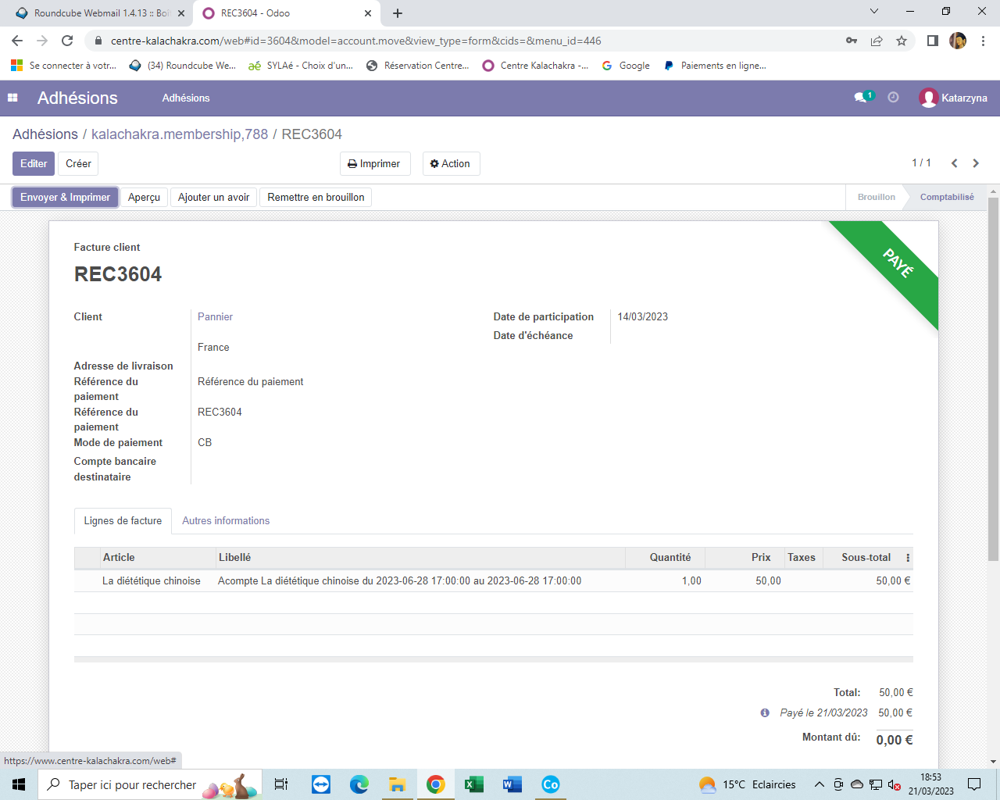 Roundcube Webmail 1.4.13 :: Boî
REC3604 - Odoo
centre-kalachakra.com/web#id=3604&model=account.move&view_type=form&cids=&menu_id=446
Se connecter à votr...
(34) Roundcube We...
aé SYLAé - Choix d'un...
Réservation Centre...
Centre Kalachakra -...
Google
Paiements en ligne...
Adhésions
Adhésions
1
Katarzyna
Adhésions / kalachakra.membership,788 / REC3604
Editer Créer Imprimer Action 1 / 1
Envoyer & Imprimer Aperçu Ajouter un avoir Remettre en brouillon Brouillon Comptabilisé
PAYÉ
Facture client
REC3604
Client Pannier Date de participation 14/03/2023
Date d'échéance
France
Adresse de livraison
Référence du paiement Référence du paiement
Référence du paiement REC3604
Mode de paiement CB
Compte bancaire destinataire
Lignes de facture Autres informations
Article Libellé Quantité Prix Taxes Sous-total
La diététique chinoise Acompte La diététique chinoise du 2023-06-28 17:00:00 au 2023-06-28 17:00:00 1,00 50,00 50,00 €
Total: 50,00 €
Payé le 21/03/2023 50,00 €
Montant dû: 0,00 €
https://www.centre-kalachakra.com/web#
Taper ici pour rechercher
Co
15°C Eclaircies
18:53
21/03/2023